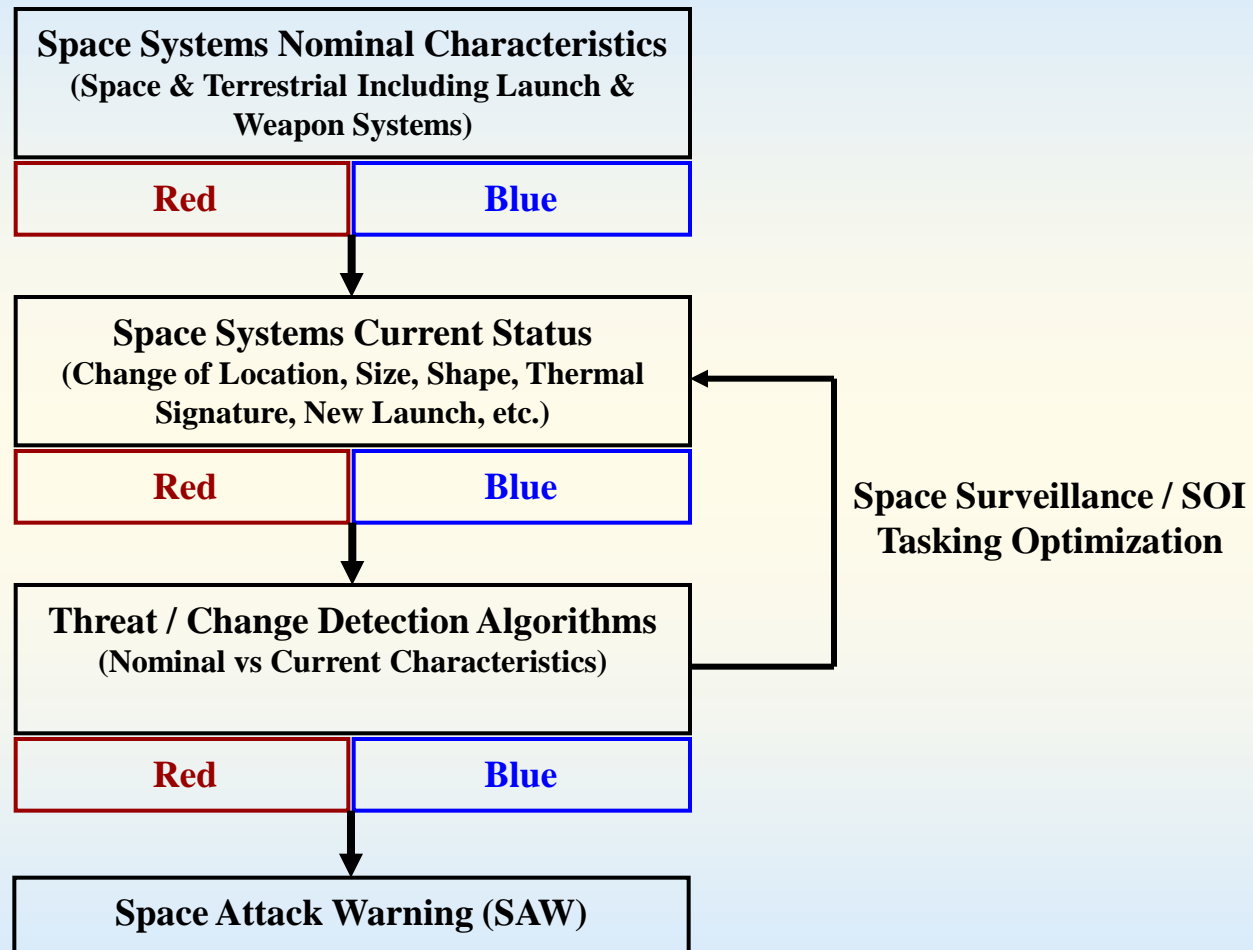 Space Systems Nominal Characteristics
(Space & Terrestrial Including Launch &
Weapon Systems)
Red
Blue
Space Systems Current Status
(Change of Location, Size, Shape, Thermal
Signature, New Launch, etc.)
Red
Blue
Space Surveillance / SOI
Tasking Optimization
Threat / Change Detection Algorithms
(Nominal vs Current Characteristics)
Red
Blue
Space Attack Warning (SAW)